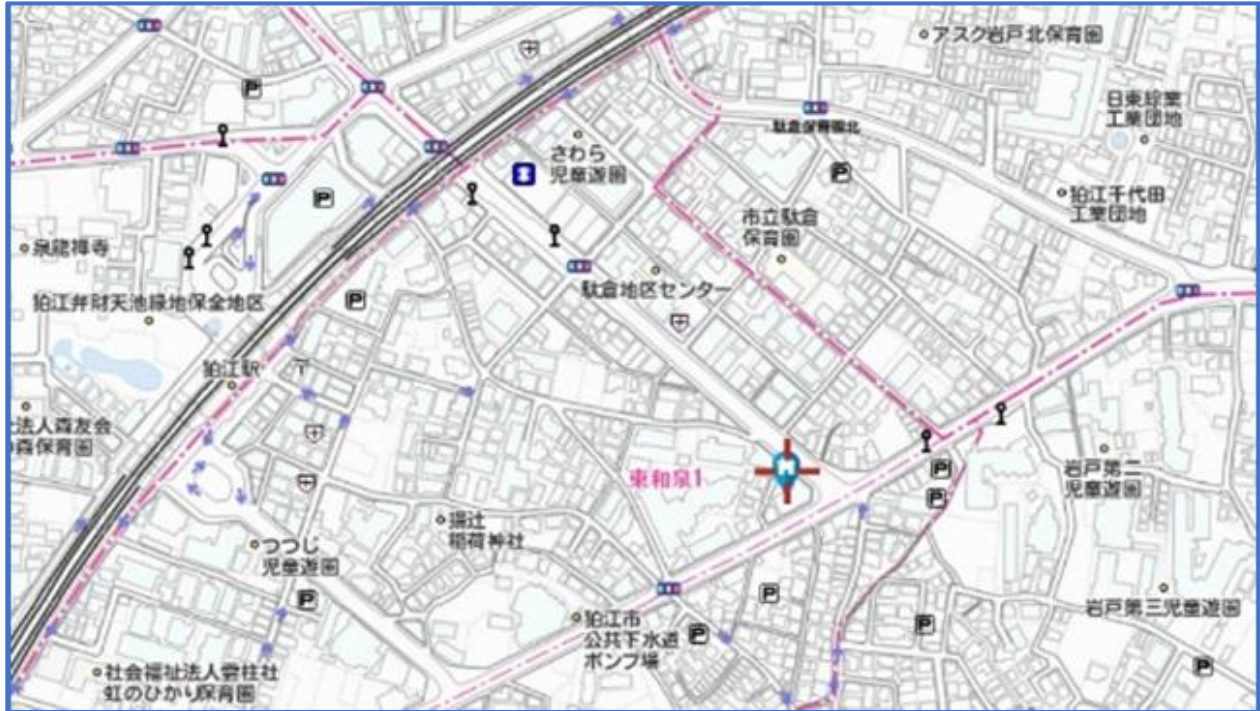 アスク岩戸北保育園
日東綜業
工業団地
駄倉保育園北
さわら
児童遊園
狛江千代田
工業団地
市立駄倉
保育園
泉龍禅寺
駄倉地区センター
狛江弁財天池緑地保全地区
狛江駅
法人森友会
森保育園
岩戸第二
児童遊園
東和泉1
揚辻
稲荷神社
つつじ
児童遊園
岩戸第三児童遊園
狛江市
公共下水道
ポンプ場
社会福祉法人雲柱社
虹のひかり保育園
P
P
P
P
P
P
P
P
P
P
P